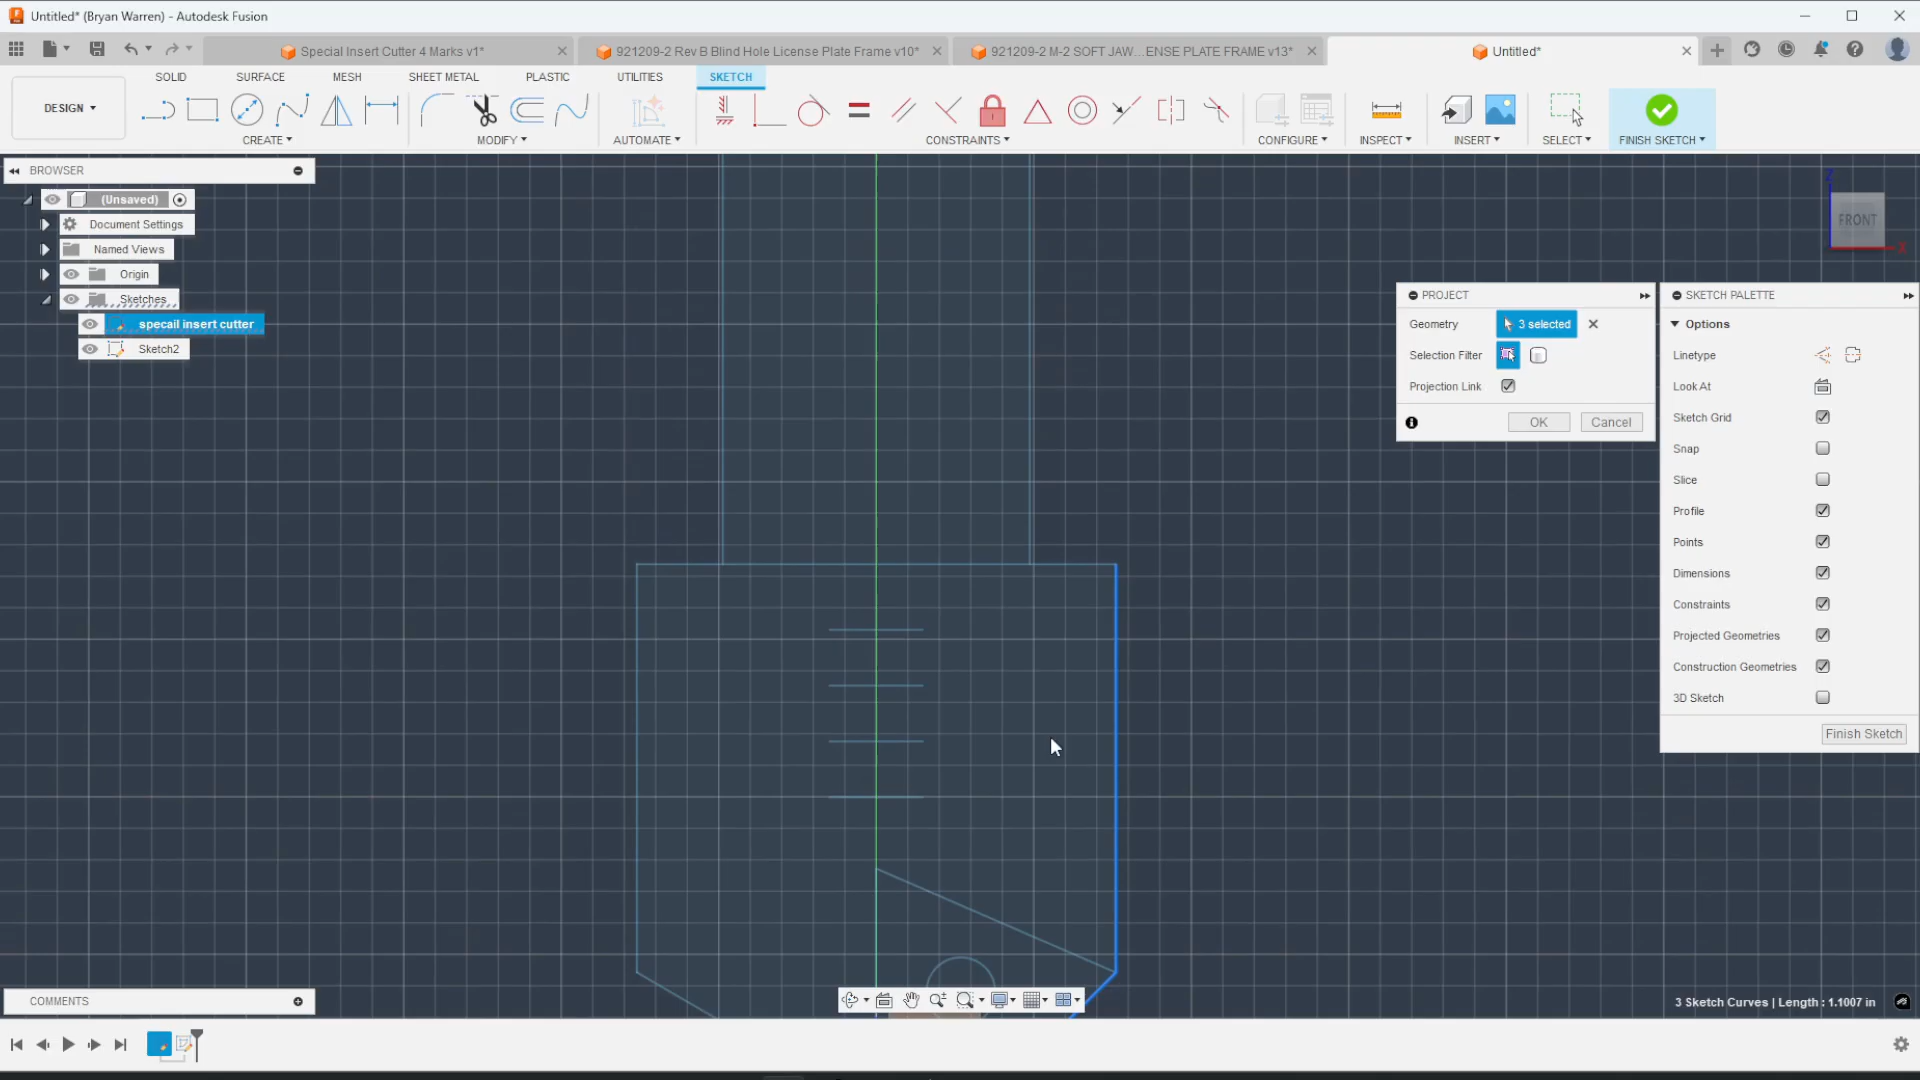 Untitled* (Bryan Warren) - Autodesk Fusion
Special Insert Cutter 4 Marks v1*
921209-2 Rev B Blind Hole License Plate Frame v10*
921209-2 M-2 SOFT JAW...ENSE PLATE FRAME v13*
Untitled*
SOLID
SURFACE
MESH
SHEET METAL
PLASTIC
UTILITIES
SKETCH
DESIGN
CREATE
MODIFY
AUTOMATE
CONSTRAINTS
CONFIGURE
INSPECT
INSERT
SELECT
FINISH SKETCH
BROWSER
(Unsaved)
Document Settings
Named Views
Origin
Sketches
specail insert cutter
Sketch2
Z
FRONT
X
PROJECT
Geometry
3 selected
Selection Filter
Projection Link
OK
Cancel
SKETCH PALETTE
Options
Linetype
Look At
Sketch Grid
Snap
Slice
Profile
Points
Dimensions
Constraints
Projected Geometries
Construction Geometries
3D Sketch
Finish Sketch
COMMENTS
3 Sketch Curves | Length : 1.1007 in